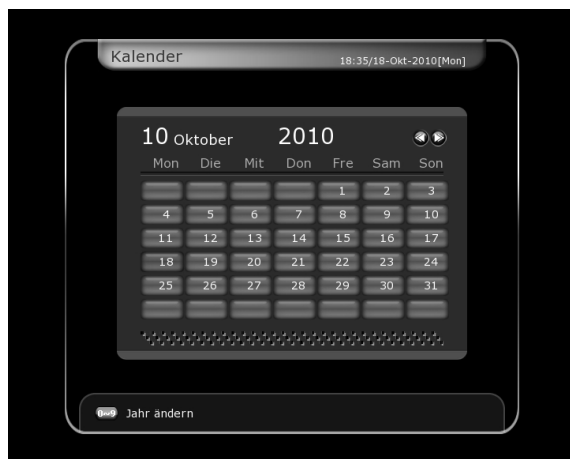 Kalender 18:35/18-Okt-2010[Mon]
10 Oktober 2010
Mon Die Mit Don Fre Sam Son
1 2 3
4 5 6 7 8 9 10
11 12 13 14 15 16 17
18 19 20 21 22 23 24
25 26 27 28 29 30 31
0~9 Jahr ändern